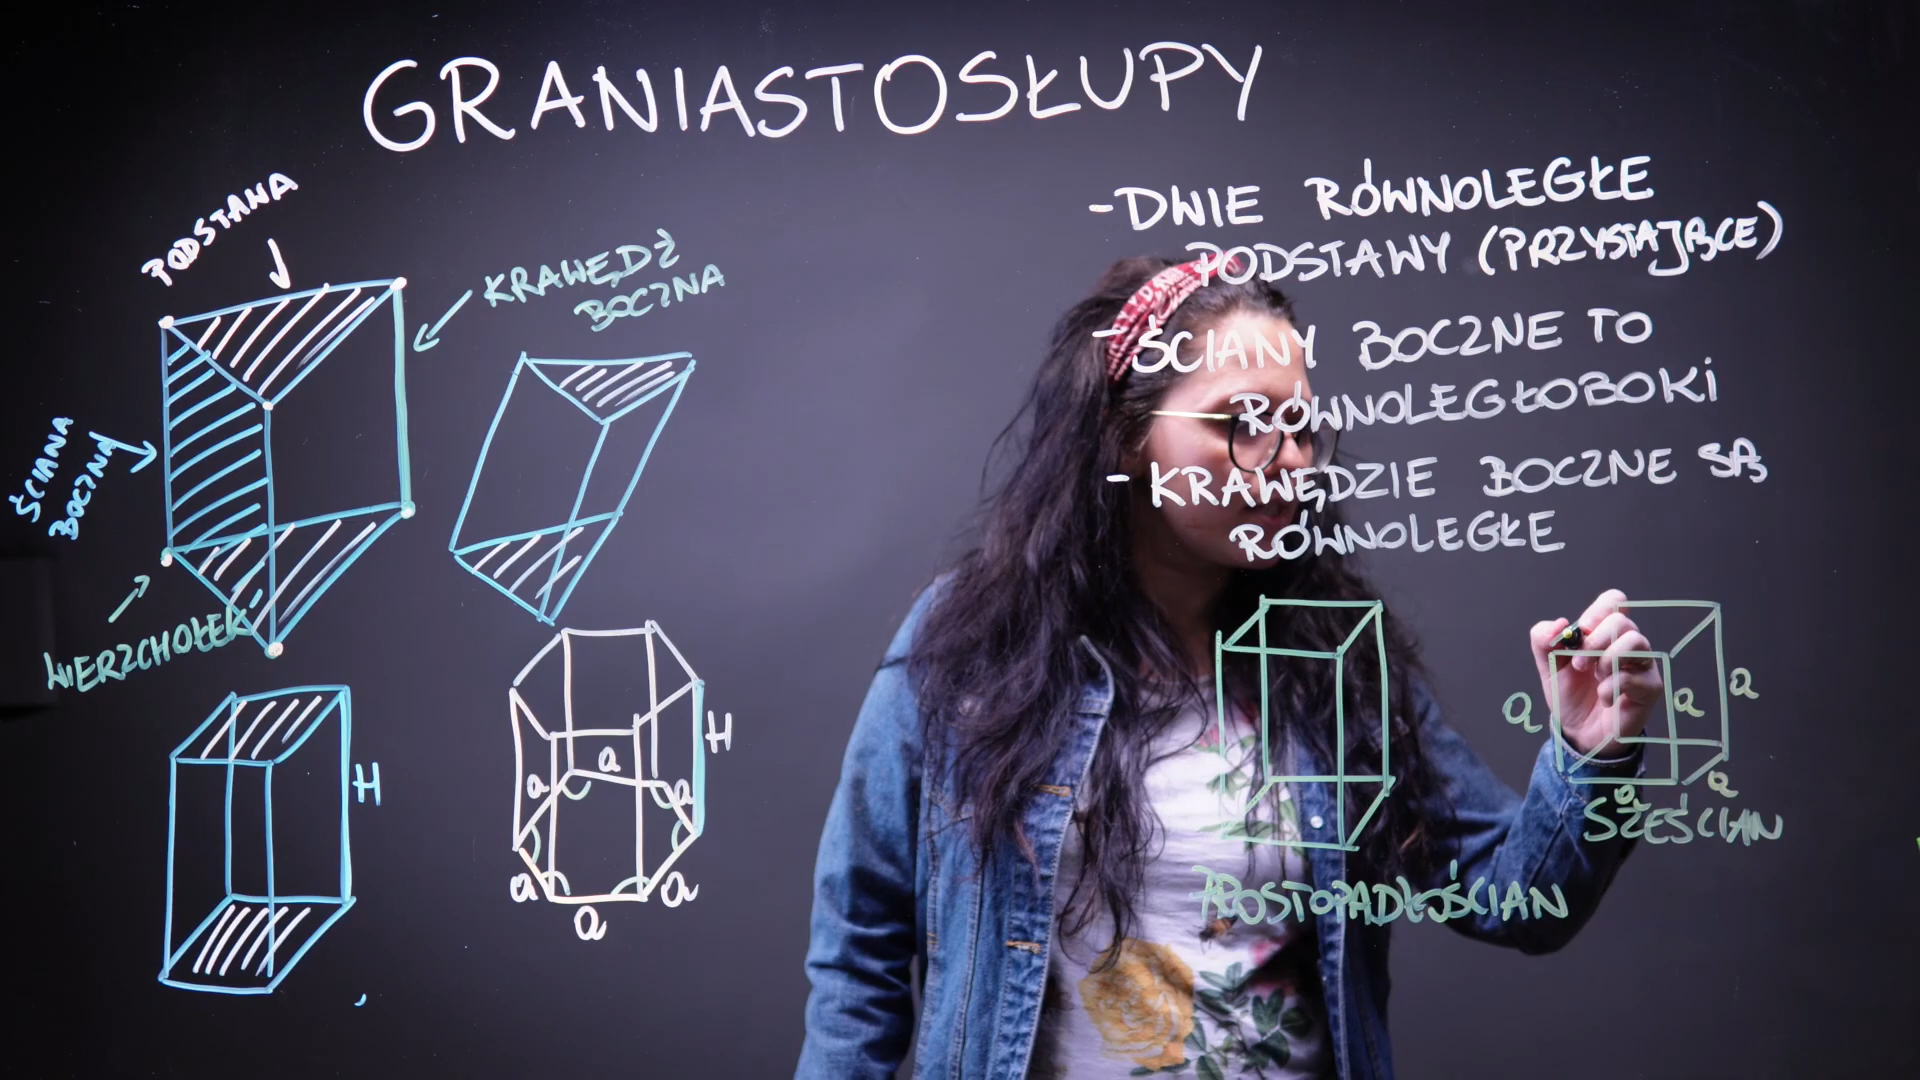 GRANIASTOSŁUPY
PODSTAWA
KRAWĘDŹ
BOCZNA
ŚCIANA
BOCZNA
WIERZCHOŁEK
H
H
a
a
a
a
a
a
-DWIE RÓWNOLEGŁE
PODSTAWY (PRZYSTAJĄCE)
-ŚCIANY BOCZNE TO
RÓWNOLEGŁOBOKI
- KRAWĘDZIE BOCZNE SĄ
RÓWNOLEGŁE
PROSTOPADŁOŚCIAN
a
a
a
a
a
SZEŚCIAN